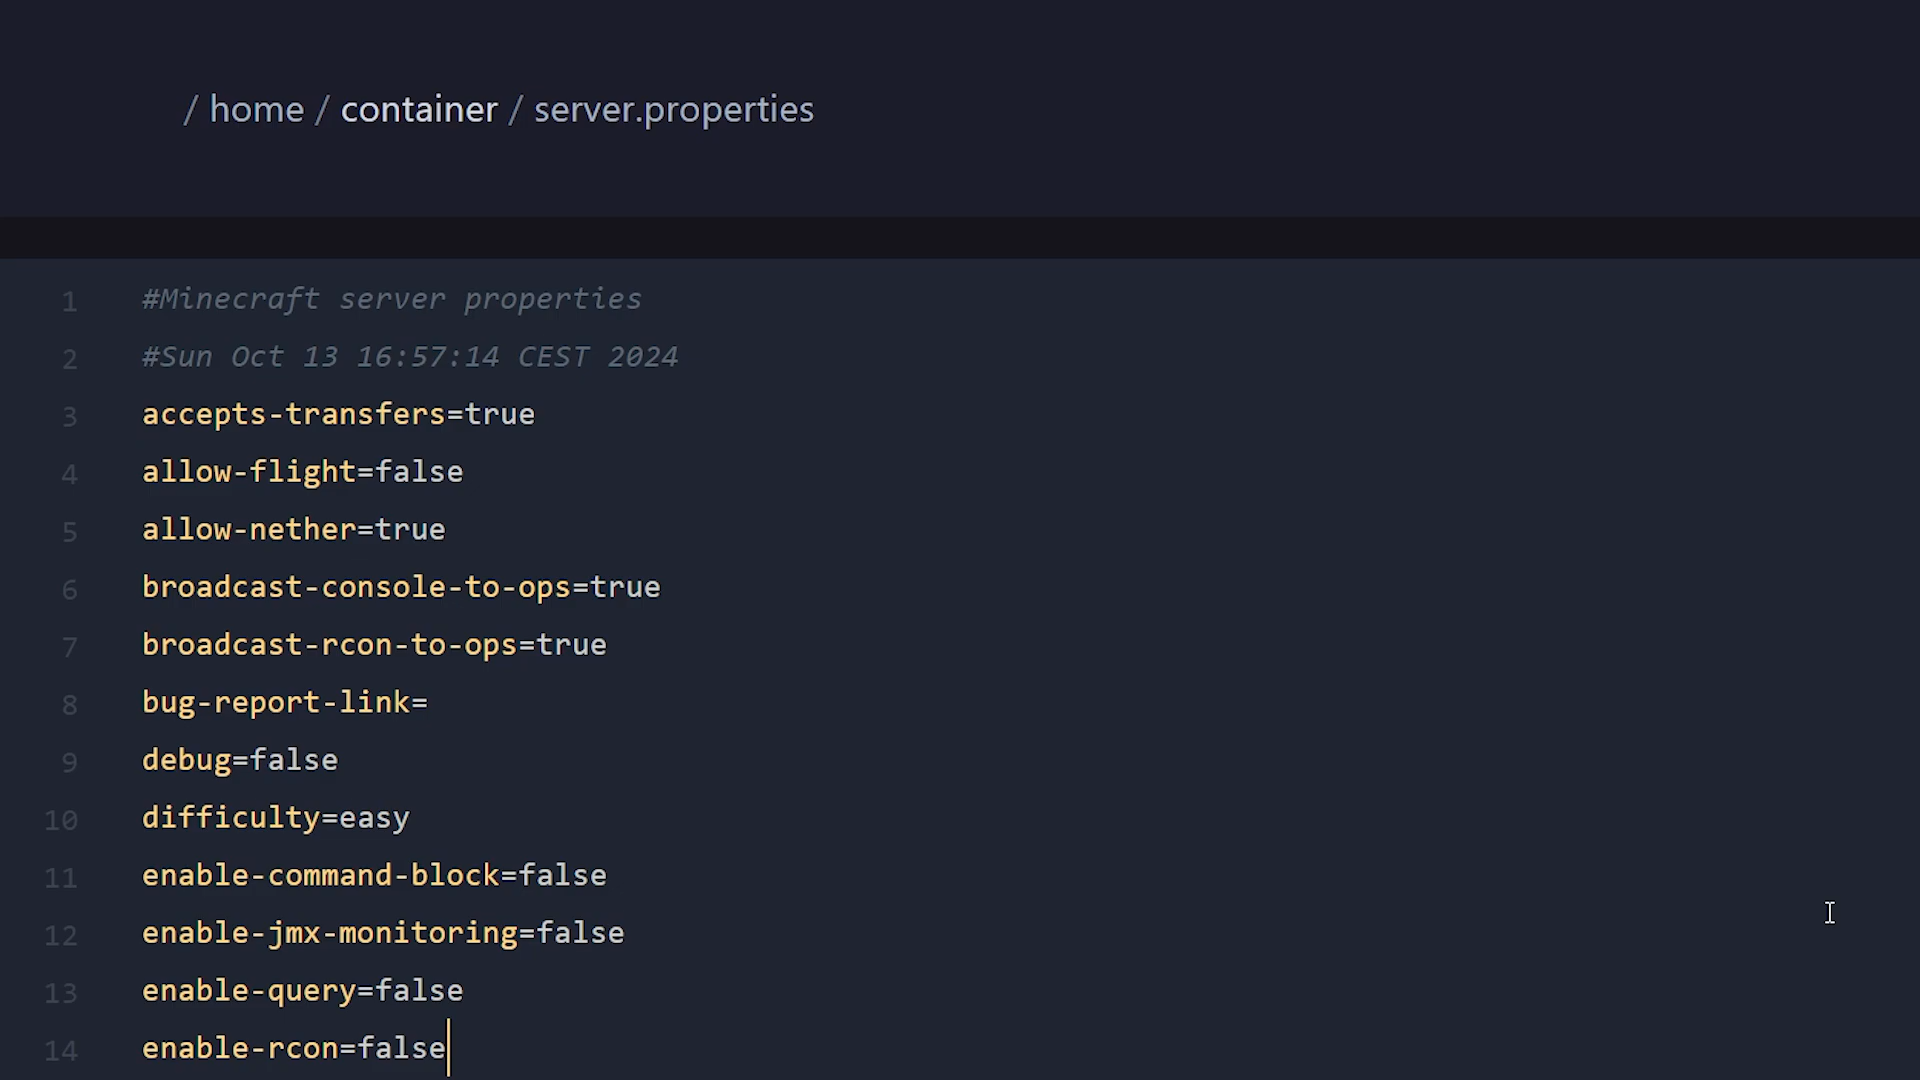 / home / container / server.properties
1 #Minecraft server properties
2 #Sun Oct 13 16:57:14 CEST 2024
3 accepts-transfers=true
4 allow-flight=false
5 allow-nether=true
6 broadcast-console-to-ops=true
7 broadcast-rcon-to-ops=true
8 bug-report-link=
9 debug=false
10 difficulty=easy
11 enable-command-block=false
12 enable-jmx-monitoring=false
13 enable-query=false
14 enable-rcon=false